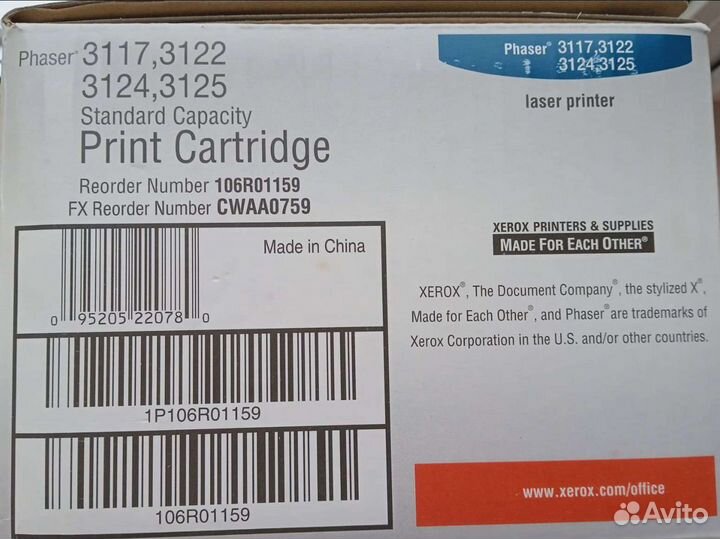 Phaser® 3117,3122
3124,3125
Standard Capacity
Print Cartridge
Reorder Number 106R01159
FX Reorder Number CWAA0759
Made in China
0 95205 22078 0
1P106R01159
106R01159
Phaser® 3117,3122
3124,3125
laser printer
XEROX PRINTERS & SUPPLIES
MADE FOR EACH OTHER®
XEROX®, The Document Company®, the stylized X®,
Made for Each Other®, and Phaser® are trademarks of
Xerox Corporation in the U.S. and/or other countries.
www.xerox.com/office
Avito